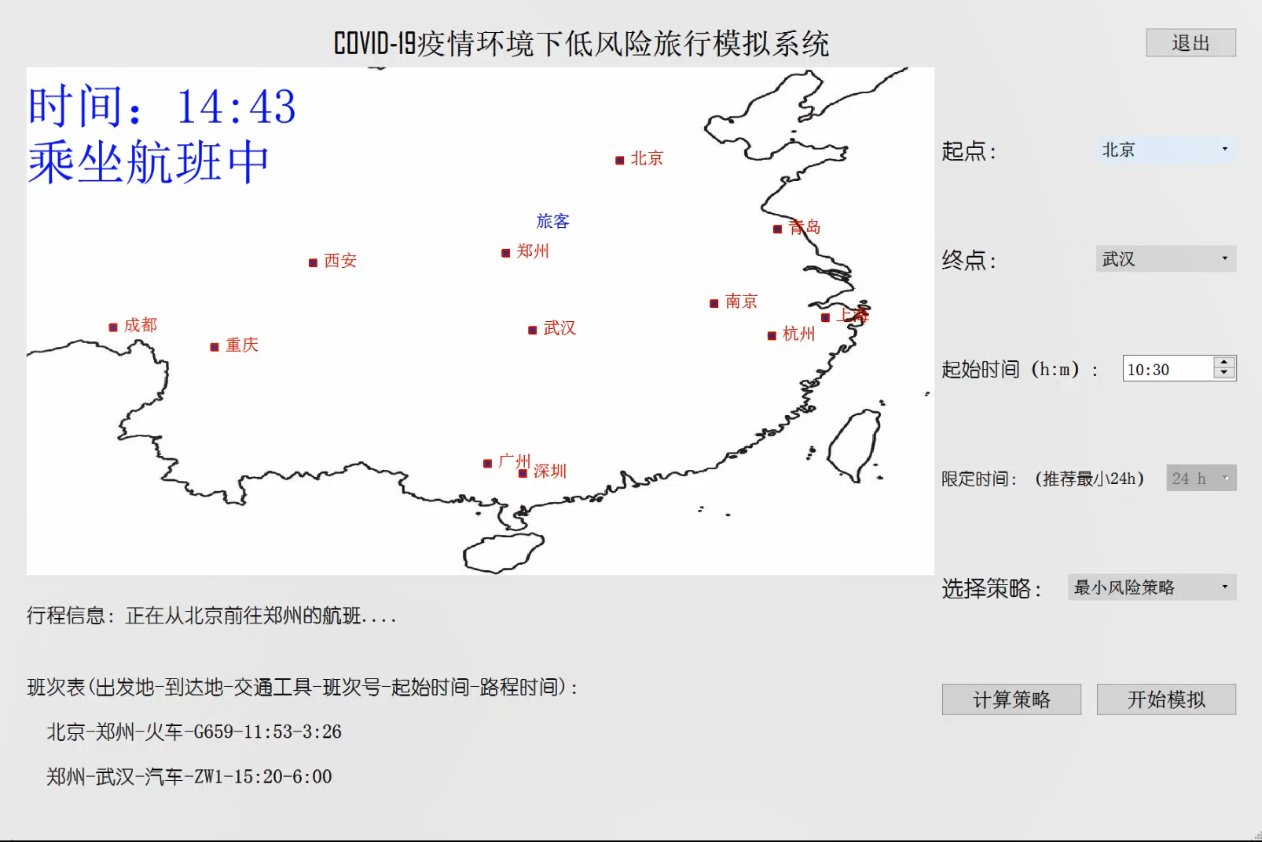 COVID-19疫情环境下低风险旅行模拟系统
退出
时间：14:43
乘坐航班中
北京
旅客
青岛
郑州
西安
南京
上海
成都
武汉
杭州
重庆
广州
深圳
起点：
北京
终点：
武汉
起始时间（h:m）：
10:30
限定时间：（推荐最小24h）
24 h
选择策略：
最小风险策略
计算策略
开始模拟
行程信息：正在从北京前往郑州的航班....
班次表(出发地-到达地-交通工具-班次号-起始时间-路程时间)：
北京-郑州-火车-G659-11:53-3:26
郑州-武汉-汽车-ZW1-15:20-6:00